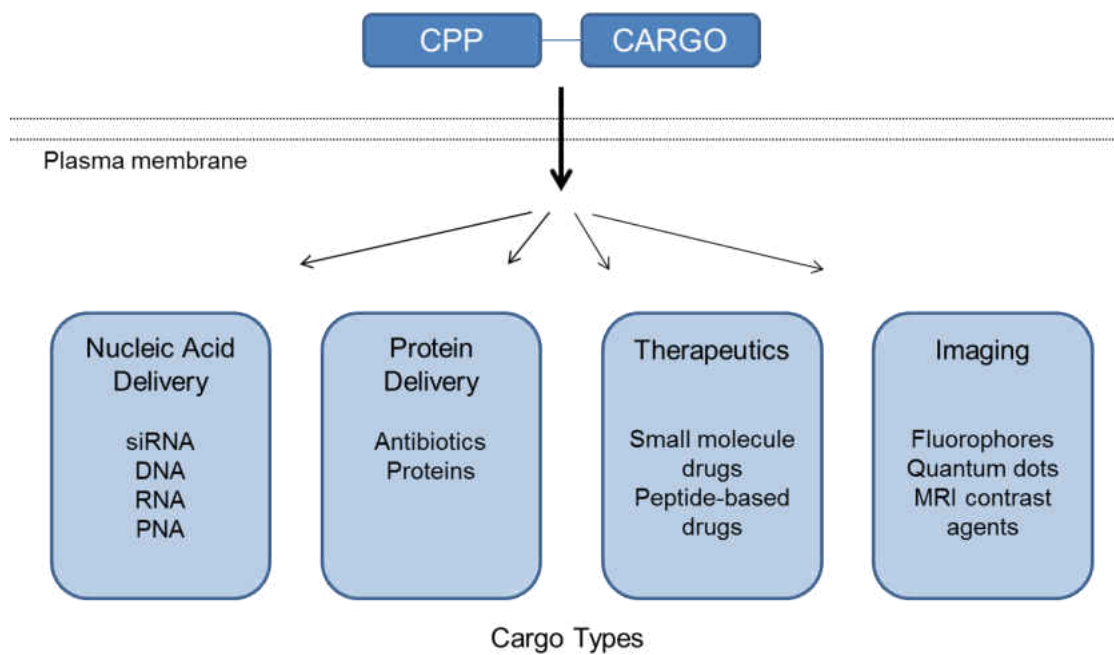 CPP
CARGO
Plasma membrane
Nucleic Acid
Delivery
siRNA
DNA
RNA
PNA
Protein
Delivery
Antibiotics
Proteins
Therapeutics
Small molecule
drugs
Peptide-based
drugs
Imaging
Fluorophores
Quantum dots
MRI contrast
agents
Cargo Types